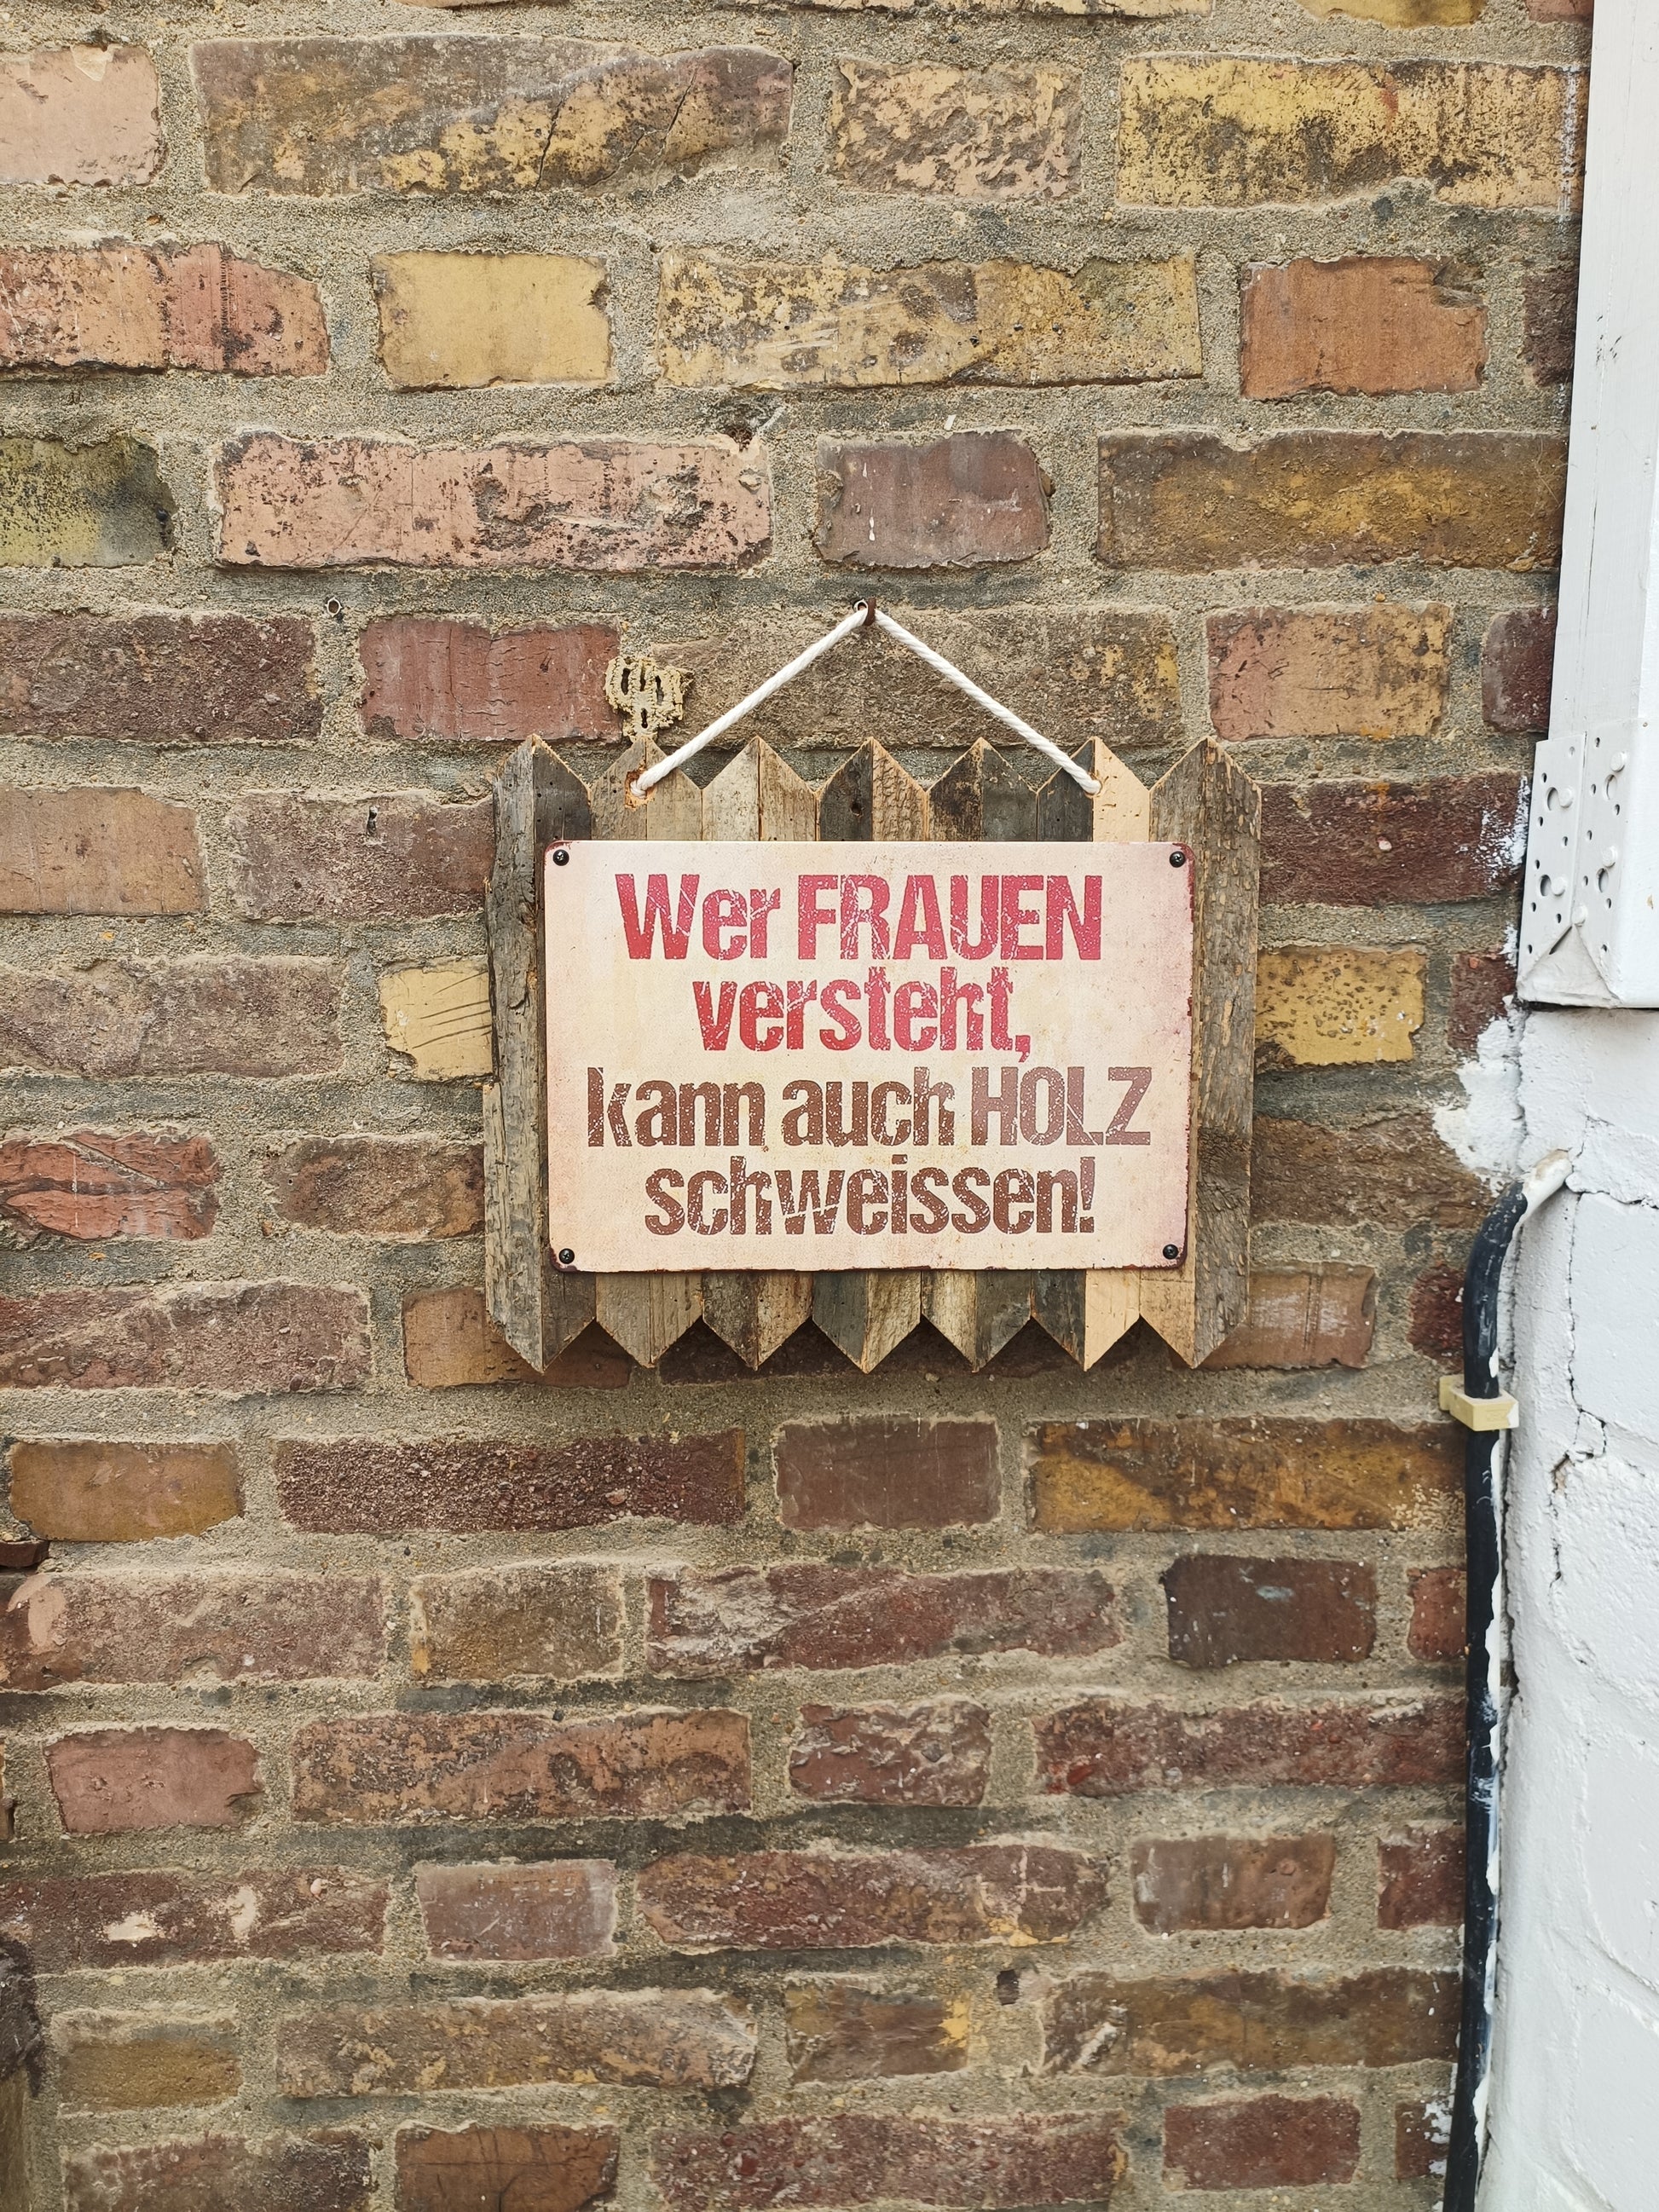 Wer FRAUEN
versteht,
kann auch HOLZ
schweissen!